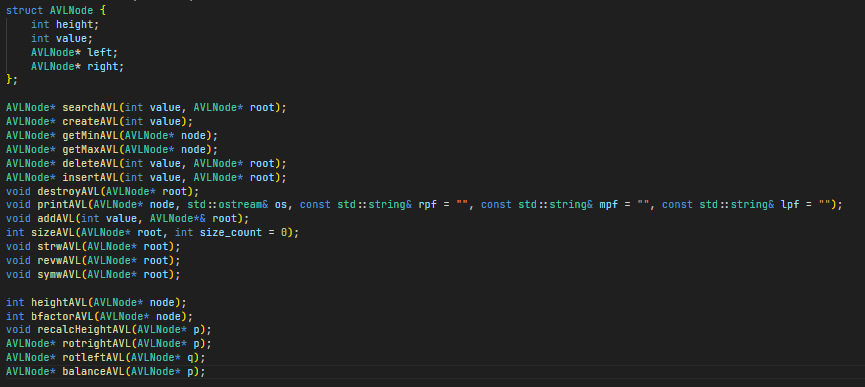 struct AVLNode {
    int height;
    int value;
    AVLNode* left;
    AVLNode* right;
};

AVLNode* searchAVL(int value, AVLNode* root);
AVLNode* createAVL(int value);
AVLNode* getMinAVL(AVLNode* node);
AVLNode* getMaxAVL(AVLNode* node);
AVLNode* deleteAVL(int value, AVLNode* root);
AVLNode* insertAVL(int value, AVLNode* root);
void destroyAVL(AVLNode* root);
void printAVL(AVLNode* node, std::ostream& os, const std::string& rpf = "", const std::string& mpf = "", const std::string& lpf = "");
void addAVL(int value, AVLNode*& root);
int sizeAVL(AVLNode* root, int size_count = 0);
void strwAVL(AVLNode* root);
void revwAVL(AVLNode* root);
void symwAVL(AVLNode* root);

int heightAVL(AVLNode* node);
int bfactorAVL(AVLNode* node);
void recalcHeightAVL(AVLNode* p);
AVLNode* rotrightAVL(AVLNode* p);
AVLNode* rotleftAVL(AVLNode* q);
AVLNode* balanceAVL(AVLNode* p);